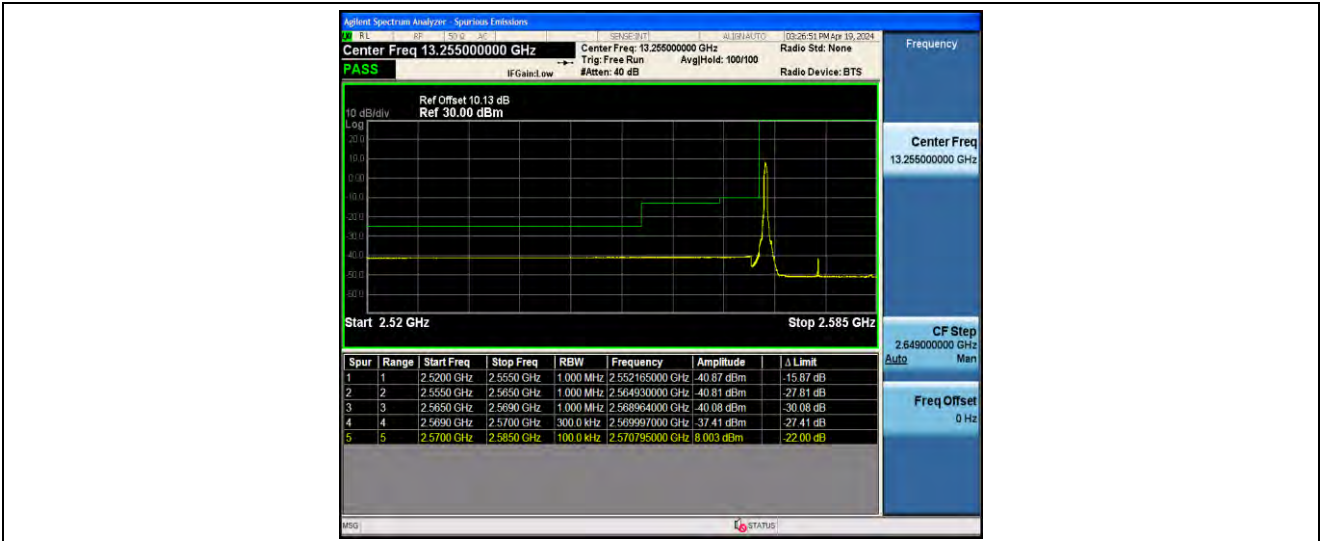 Agilent Spectrum Analyzer - Spurious Emissions
RL RF 50 Ω AC SENSE:INT ALIGNAUTO 03:26:51 PM Apr 19, 2024
Center Freq 13.255000000 GHz
Center Freq: 13.255000000 GHz
Radio Std: None
Trig: Free Run
Avg|Hold: 100/100
PASS
IFGain:Low
#Atten: 40 dB
Radio Device: BTS
Ref Offset 10.13 dB
10 dB/div Ref 30.00 dBm
Log
20.0
10.0
0.00
-10.0
-20.0
-30.0
-40.0
-50.0
-60.0
Start 2.52 GHz Stop 2.585 GHz
Spur Range Start Freq Stop Freq RBW Frequency Amplitude Δ Limit
1 1 2.5200 GHz 2.5550 GHz 1.000 MHz 2.552165000 GHz -40.87 dBm -15.87 dB
2 2 2.5550 GHz 2.5650 GHz 1.000 MHz 2.564930000 GHz -40.81 dBm -27.81 dB
3 3 2.5650 GHz 2.5690 GHz 1.000 MHz 2.568964000 GHz -40.08 dBm -30.08 dB
4 4 2.5690 GHz 2.5700 GHz 300.0 kHz 2.569997000 GHz -37.41 dBm -27.41 dB
5 5 2.5700 GHz 2.5850 GHz 100.0 kHz 2.570795000 GHz 8.003 dBm -22.00 dB
MSG STATUS
Frequency
Center Freq
13.255000000 GHz
CF Step
2.649000000 GHz
Auto Man
Freq Offset
0 Hz